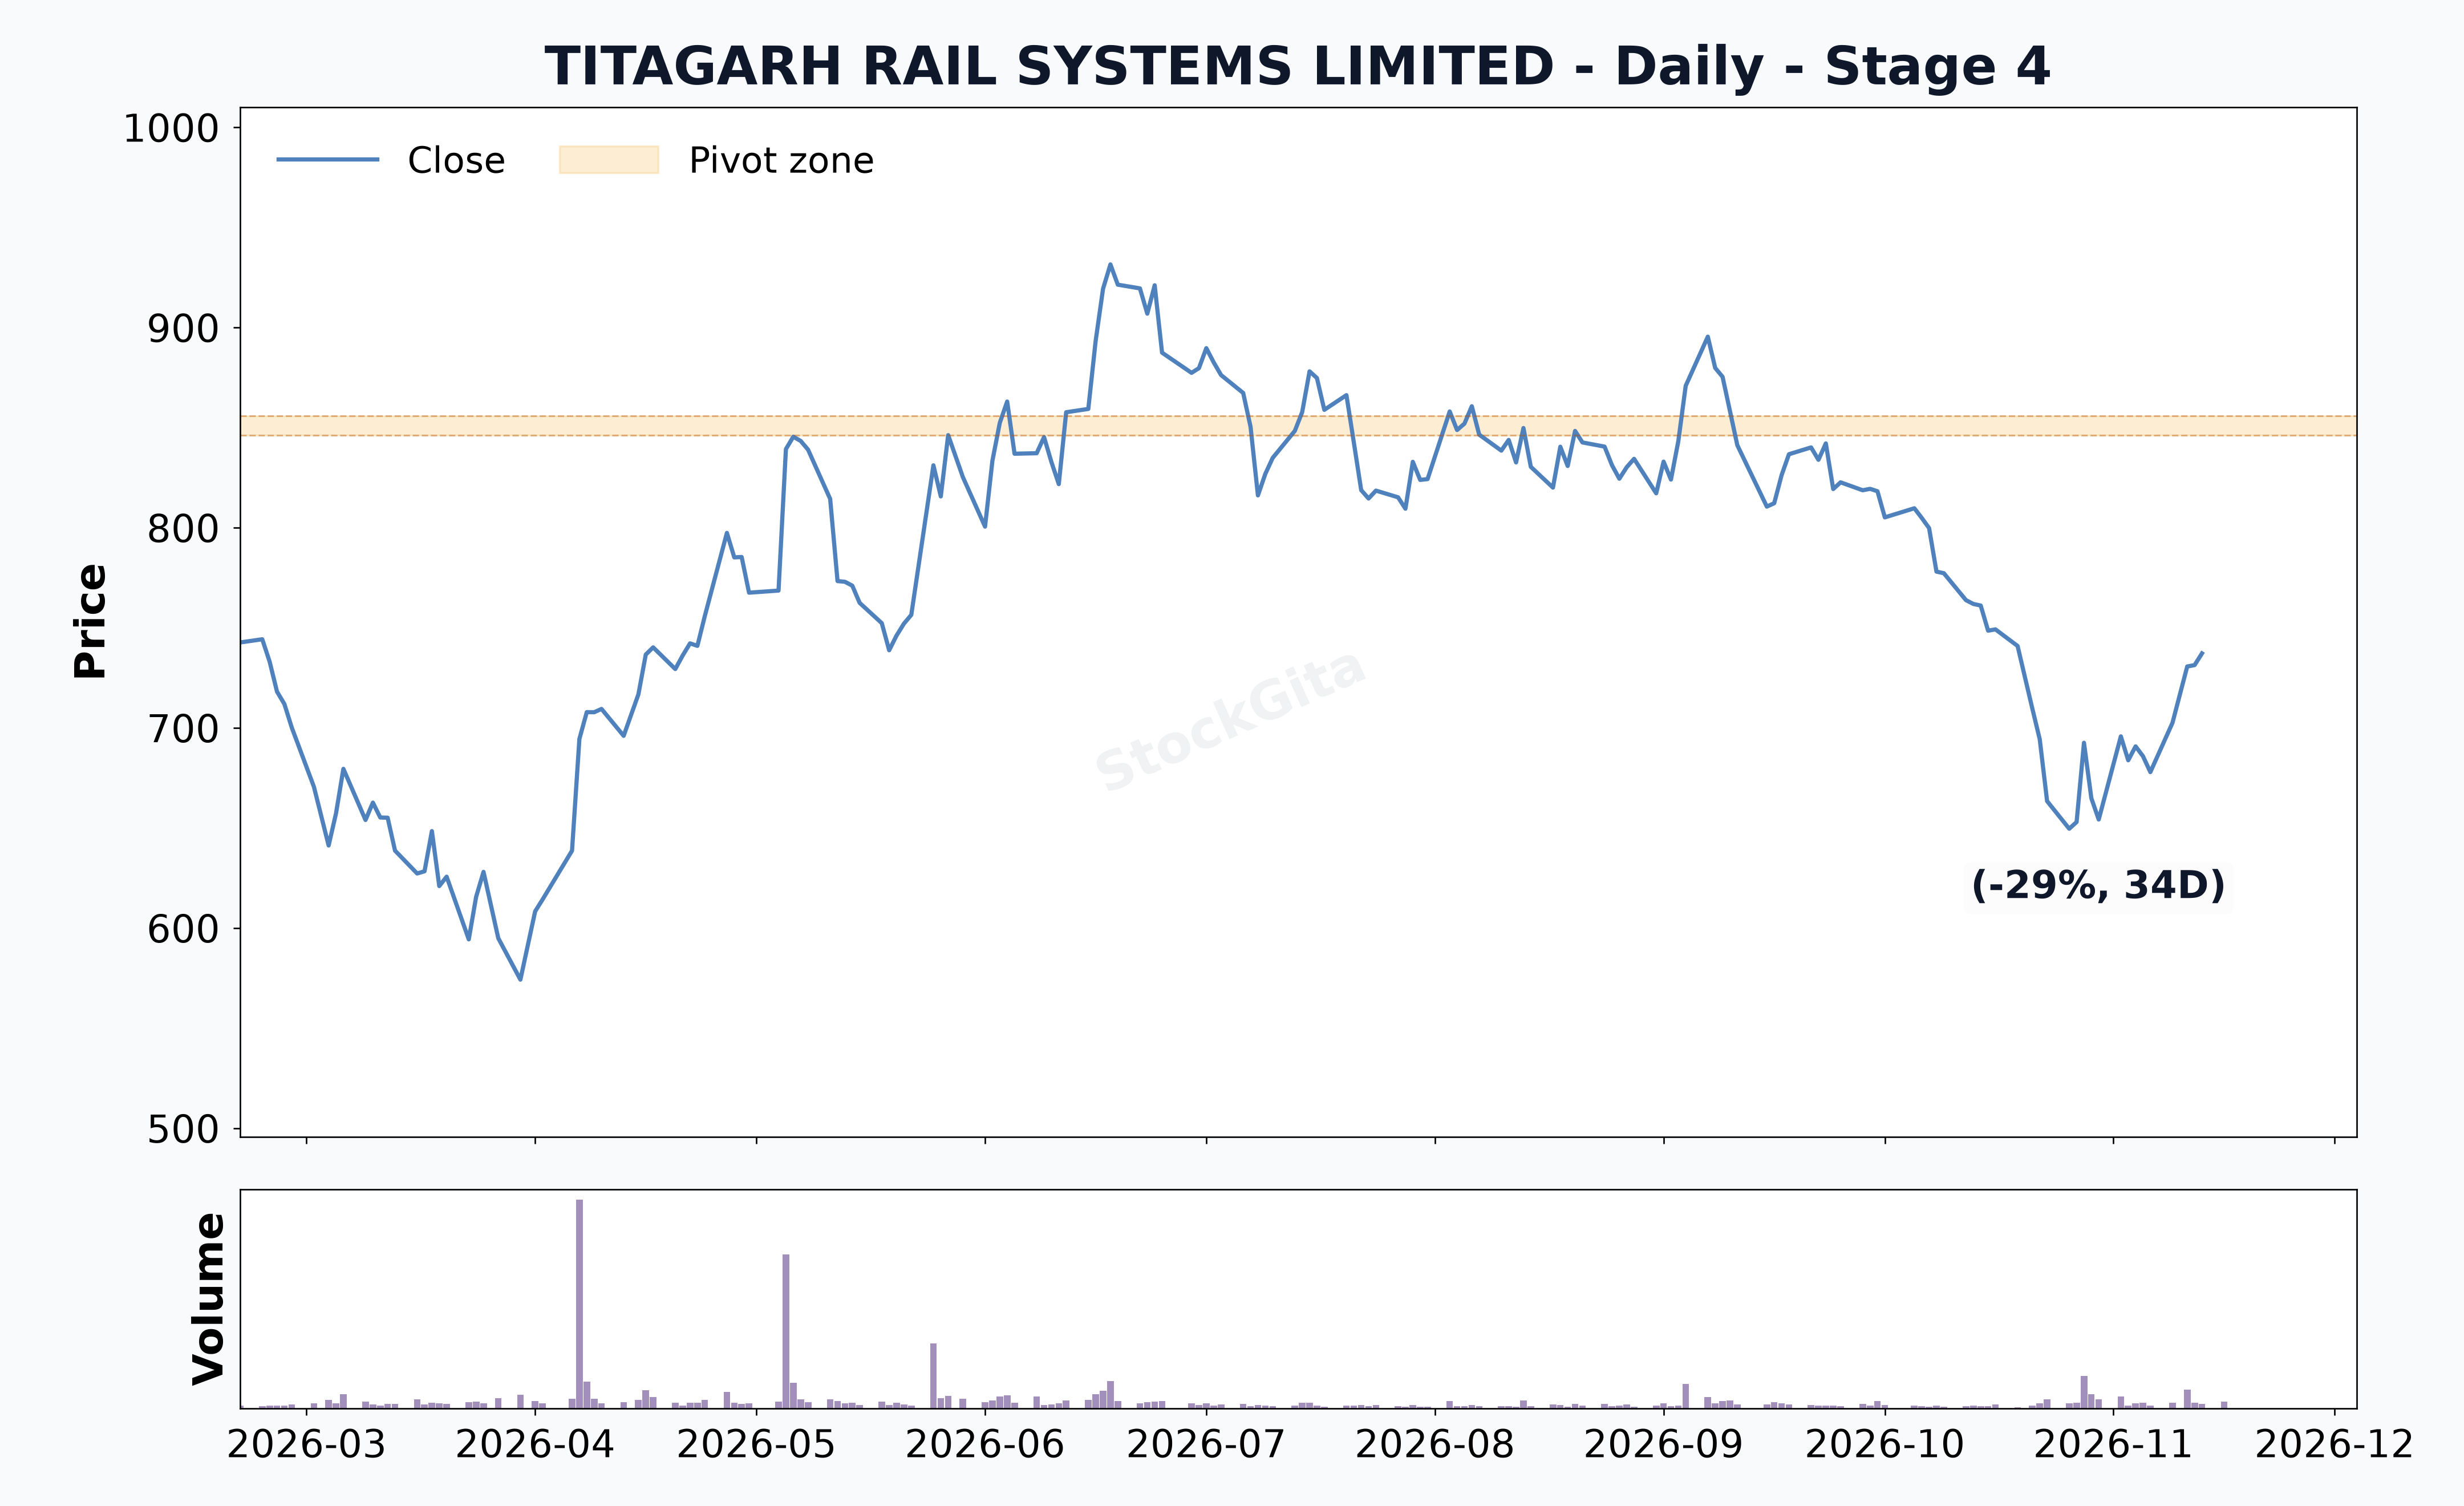 TITAGARH RAIL SYSTEMS LIMITED - Daily - Stage 4
Close
Pivot zone
1000
900
800
700
600
500
Price
StockGita
(-29%, 34D)
Volume
2026-03
2026-04
2026-05
2026-06
2026-07
2026-08
2026-09
2026-10
2026-11
2026-12